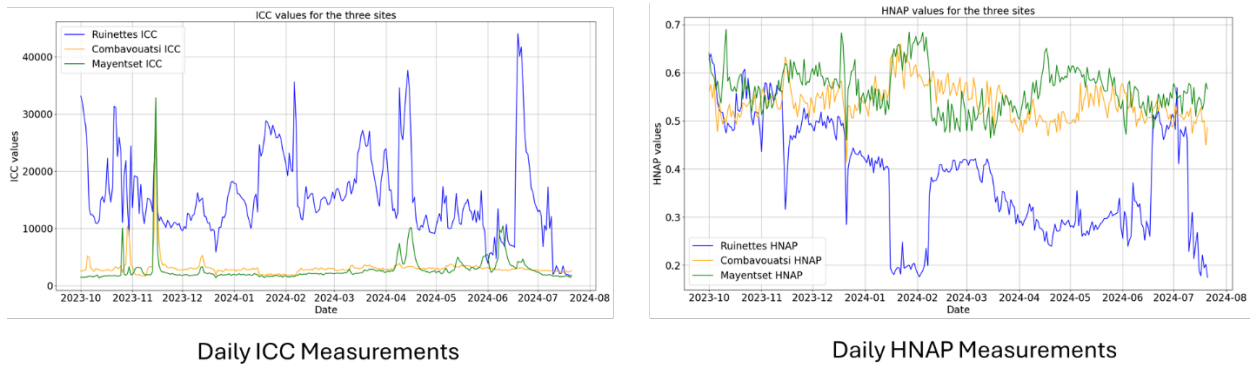 ICC values for the three sites
Ruinettes ICC
Combavouatsi ICC
Mayentset ICC
40000
30000
20000
10000
0
ICC values
2023-10 2023-11 2023-12 2024-01 2024-02 2024-03 2024-04 2024-05 2024-06 2024-07 2024-08
Date
Daily ICC Measurements
HNAP values for the three sites
0.7
0.6
0.5
0.4
0.3
0.2
HNAP values
Ruinettes HNAP
Combavouatsi HNAP
Mayentset HNAP
2023-10 2023-11 2023-12 2024-01 2024-02 2024-03 2024-04 2024-05 2024-06 2024-07 2024-08
Date
Daily HNAP Measurements